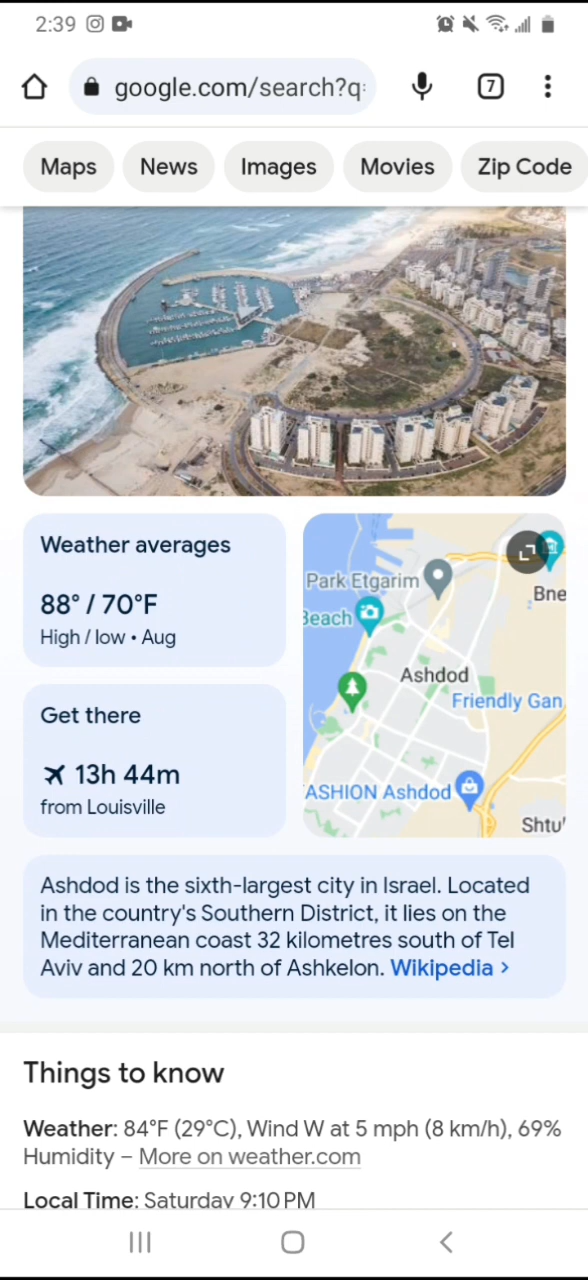 2:39
google.com/search?q
7
Maps
News
Images
Movies
Zip Code
Weather averages
88° / 70°F
High / low • Aug
Get there
13h 44m
from Louisville
Park Etgarim
Beach
Bne
Ashdod
Friendly Gan
ASHION Ashdod
Shtu
Ashdod is the sixth-largest city in Israel. Located
in the country's Southern District, it lies on the
Mediterranean coast 32 kilometres south of Tel
Aviv and 20 km north of Ashkelon. Wikipedia >
Things to know
Weather: 84°F (29°C), Wind W at 5 mph (8 km/h), 69%
Humidity – More on weather.com
Local Time: Saturday 9:10 PM